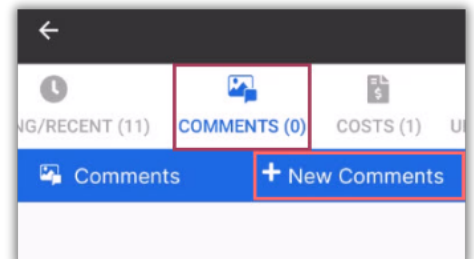 NG/RECENT (11) COMMENTS (0) COSTS (1)
Comments + New Comments